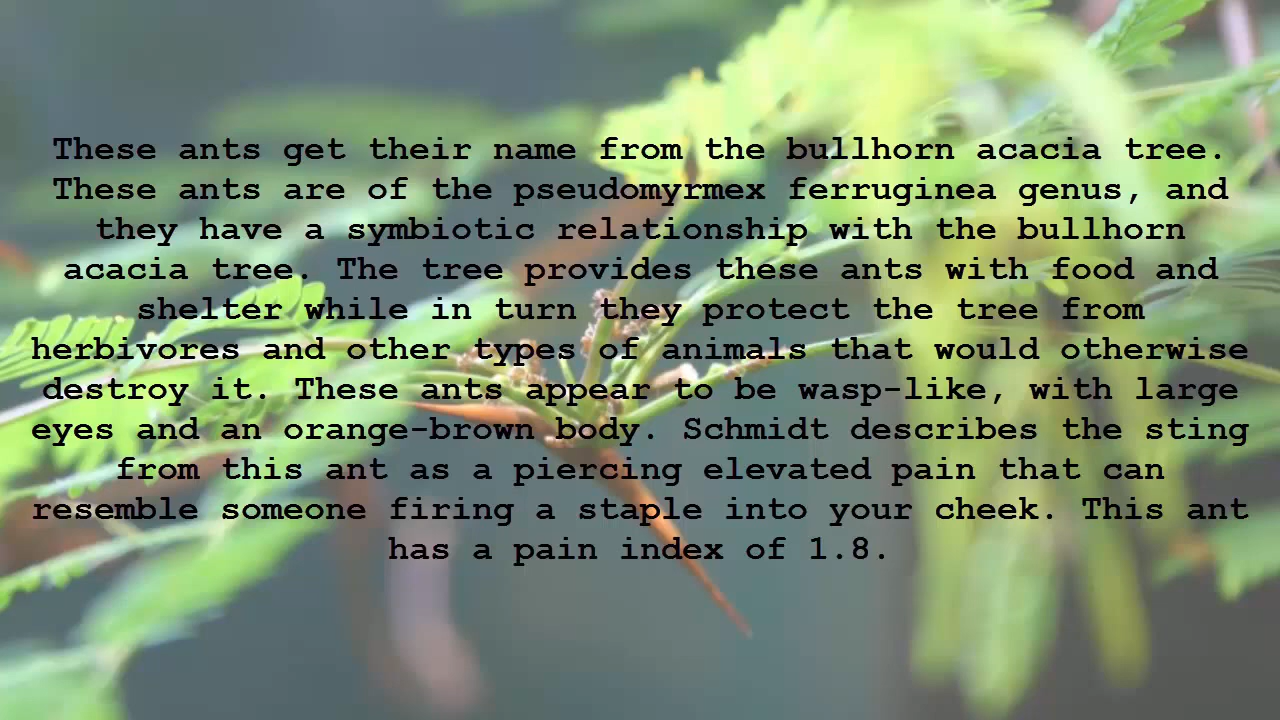 These ants get their name from the bullhorn acacia tree.
These ants are of the pseudomyrmex ferruginea genus, and
they have a symbiotic relationship with the bullhorn
acacia tree. The tree provides these ants with food and
shelter while in turn they protect the tree from
herbivores and other types of animals that would otherwise
destroy it. These ants appear to be wasp-like, with large
eyes and an orange-brown body. Schmidt describes the sting
from this ant as a piercing elevated pain that can
resemble someone firing a staple into your cheek. This ant
has a pain index of 1.8.